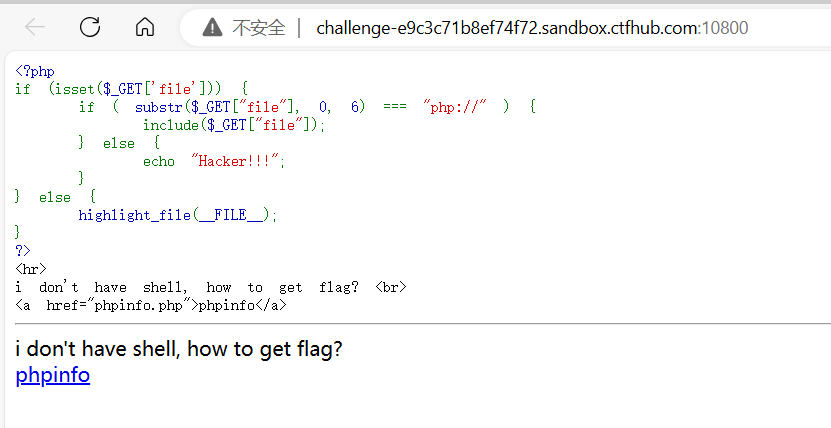 不安全 | challenge-e9c3c71b8ef74f72.sandbox.ctfhub.com:10800
<?php
if (isset($_GET['file'])) {
        if ( substr($_GET["file"], 0, 6) === "php://" ) {
                include($_GET["file"]);
        } else {
                echo "Hacker!!!";
        }
} else {
        highlight_file(__FILE__);
}
?>
<hr>
i don't have shell, how to get flag? <br>
<a href="phpinfo.php">phpinfo</a>
i don't have shell, how to get flag?
phpinfo